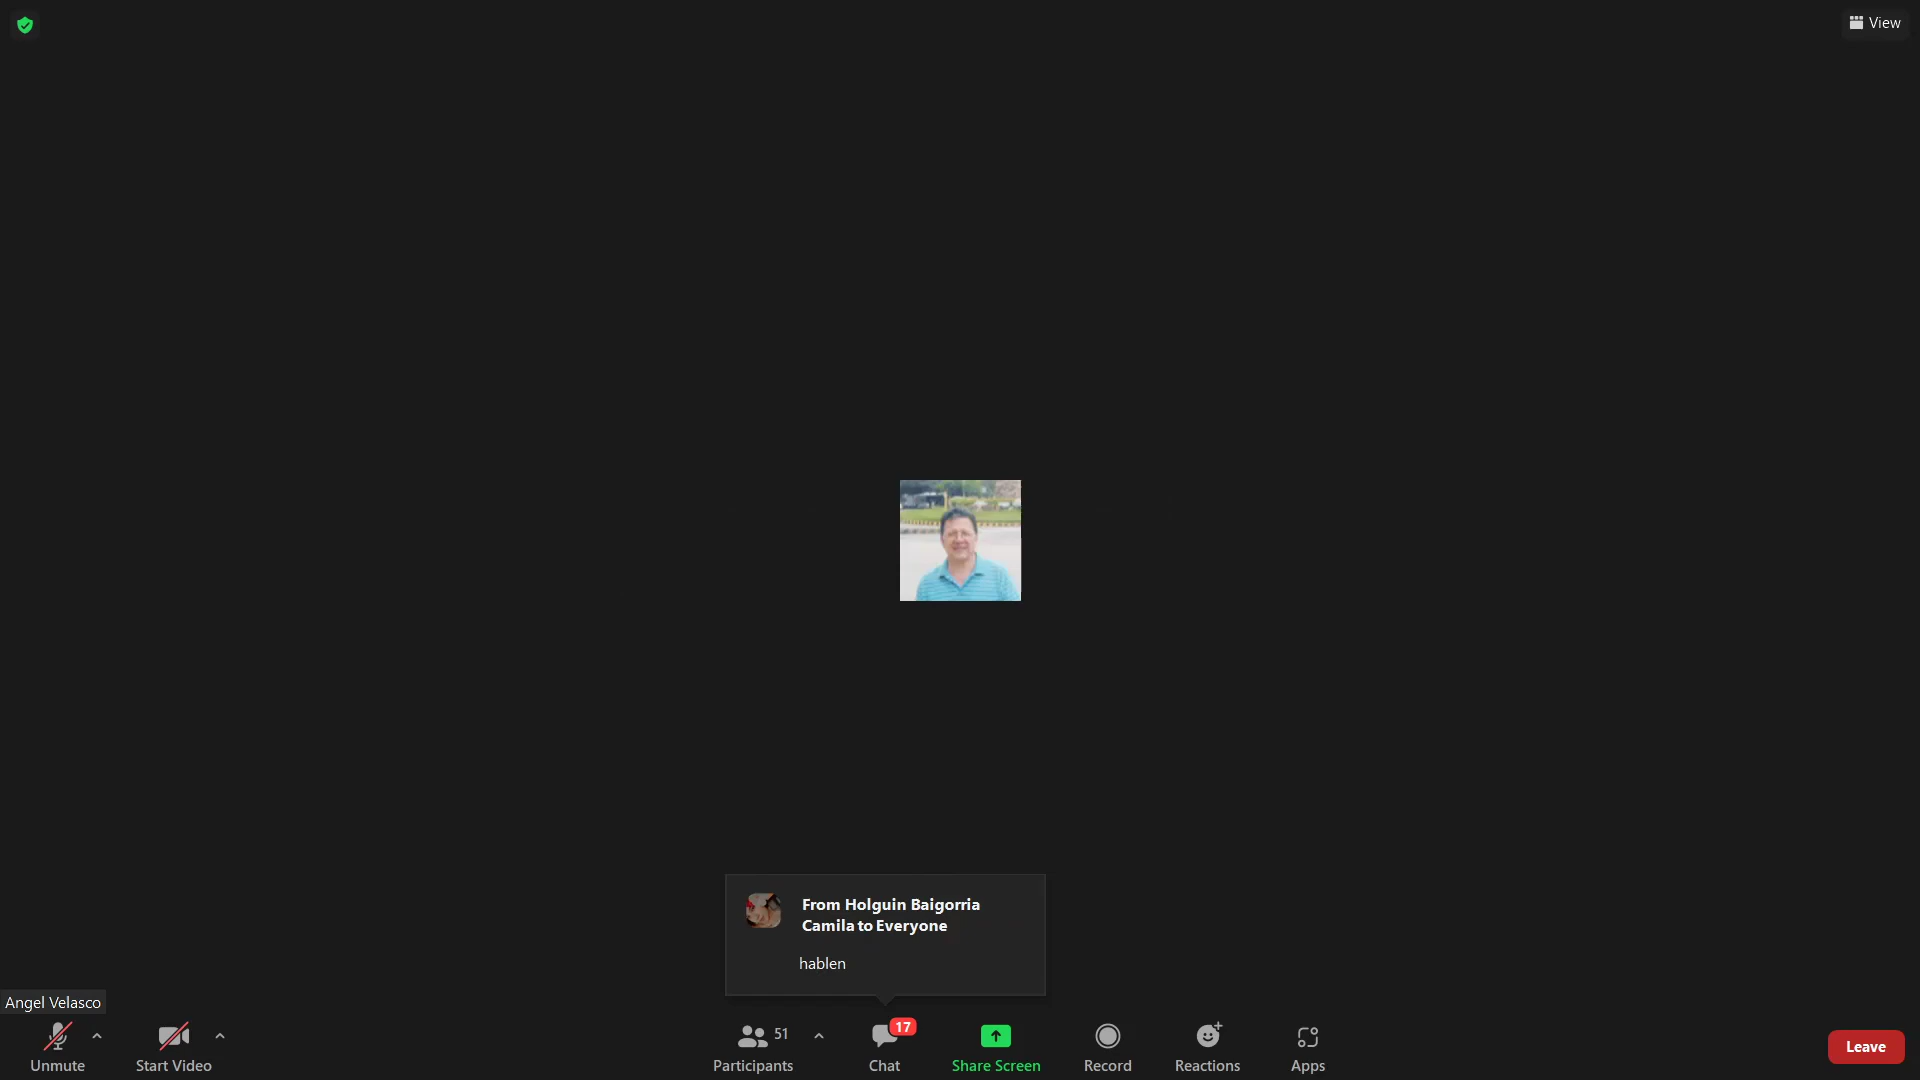 View
From Holguin Baigorria
Camila to Everyone
hablen
Angel Velasco
51
17
Unmute
Start Video
Participants
Chat
Share Screen
Record
Reactions
Apps
Leave